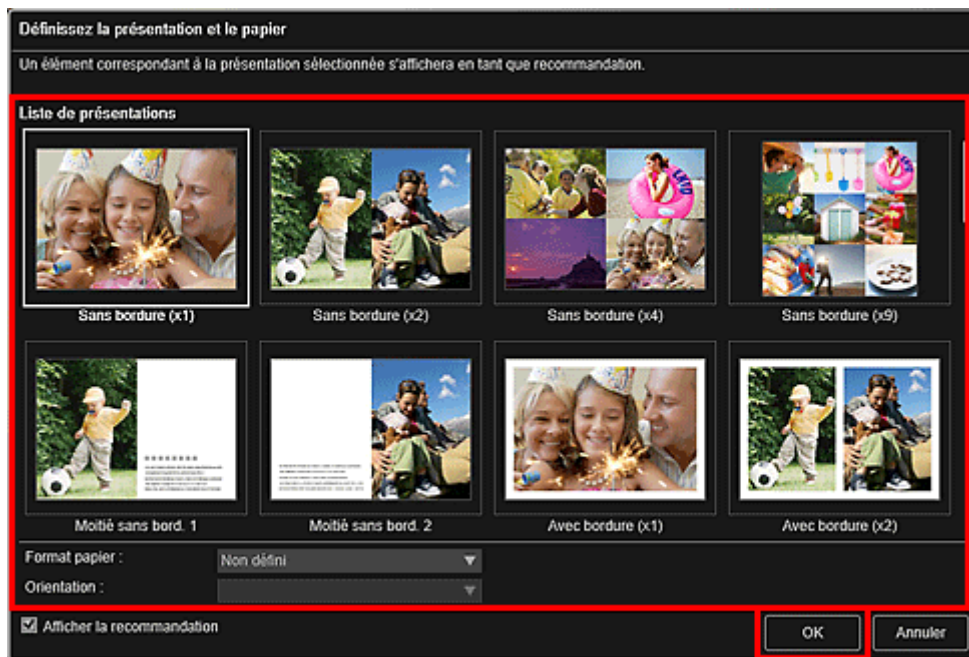 Définissez la présentation et le papier
Un élément correspondant à la présentation sélectionnée s'affichera en tant que recommandation.
Liste de présentations
Sans bordure (x1)
Sans bordure (x2)
Sans bordure (x4)
Sans bordure (x9)
Moitié sans bord. 1
Moitié sans bord. 2
Avec bordure (x1)
Avec bordure (x2)
Format papier :
Non défini
Orientation :
Afficher la recommandation
OK
Annuler